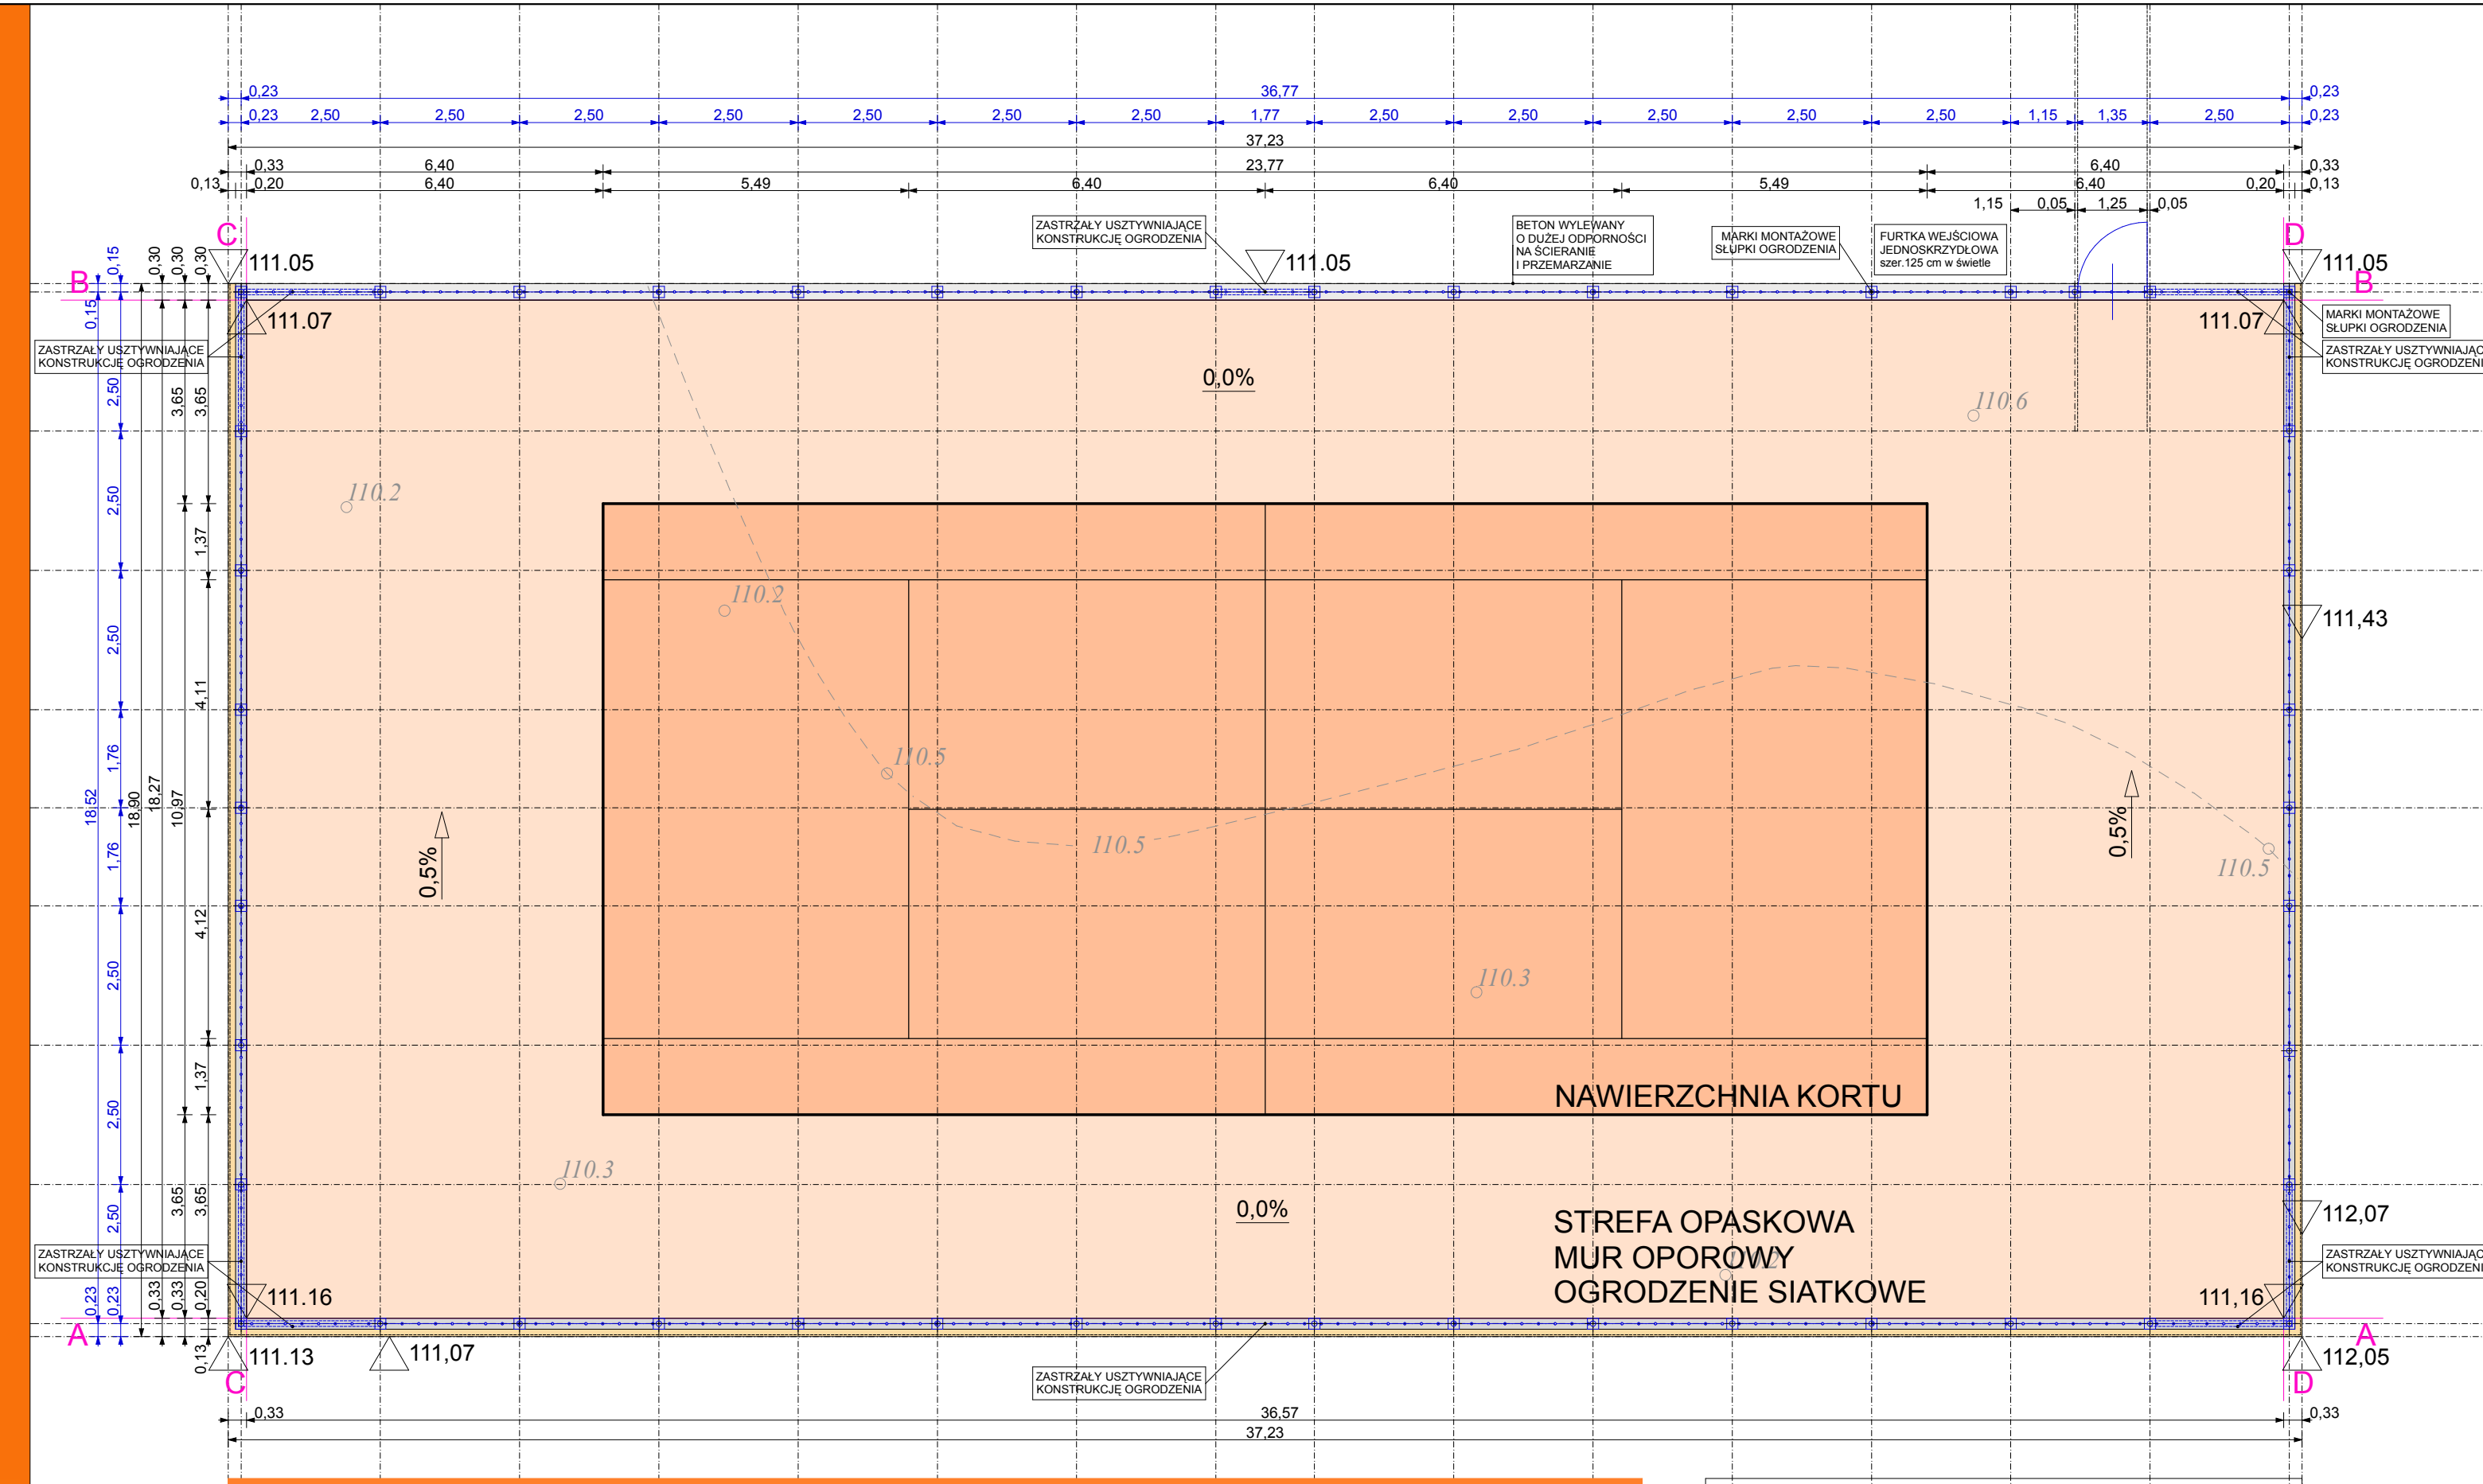 0,23 36,77 0,23
0,23 2,50 2,50 2,50 2,50 2,50 2,50 2,50 1,77 2,50 2,50 2,50 2,50 2,50 1,15 1,35 2,50 0,23
37,23
0,33 6,40 23,77 6,40 0,33
0,13 0,20 6,40 5,49 6,40 6,40 5,49 6,40 0,20 0,13
1,15 0,05 1,25 0,05
C
D
ZASTRZAŁY USZTYWNIAJĄCE
KONSTRUKCJĘ OGRODZENIA
BETON WYLEWANY
O DUŻEJ ODPORNOŚCI
NA ŚCIERANIE
I PRZEMARZANIE
MARKI MONTAŻOWE
SŁUPKI OGRODZENIA
FURTKA WEJŚCIOWA
JEDNOSKRZYDŁOWA
szer.125 cm w świetle
0,15 0,30 0,30 0,30
111.05
111.05
111.05
B
B
0,15
111.07
111.07
MARKI MONTAŻOWE
SŁUPKI OGRODZENIA
ZASTRZAŁY USZTYWNIAJĄCE
KONSTRUKCJĘ OGRODZENIA
ZASTRZAŁY USZTYWNIAJĄC
KONSTRUKCJĘ OGRODZENI
0,0%
2,50 3,65 3,65
110.6
110.2
2,50
1,37
110.2
111,43
2,50
4,11
1,76
110.5
18,52 18,90 18,27 10,97
110.5
0,5%
0,5%
110.5
1,76
4,12
2,50
110.3
1,37
2,50
NAWIERZCHNIA KORTU
110.3
3,65 3,65
2,50
0,0%
STREFA OPASKOWA
MUR OPOROWY
OGRODZENIE SIATKOWE
110.2
112,07
ZASTRZAŁY USZTYWNIAJĄCE
KONSTRUKCJĘ OGRODZENIA
ZASTRZAŁY USZTYWNIAJĄC
KONSTRUKCJĘ OGRODZENI
0,23 0,23 0,33 0,33 0,20
111.16
111,16
A
A
0,13
111.13
111,07
112,05
C
D
ZASTRZAŁY USZTYWNIAJĄCE
KONSTRUKCJĘ OGRODZENIA
0,33 36,57 0,33
37,23